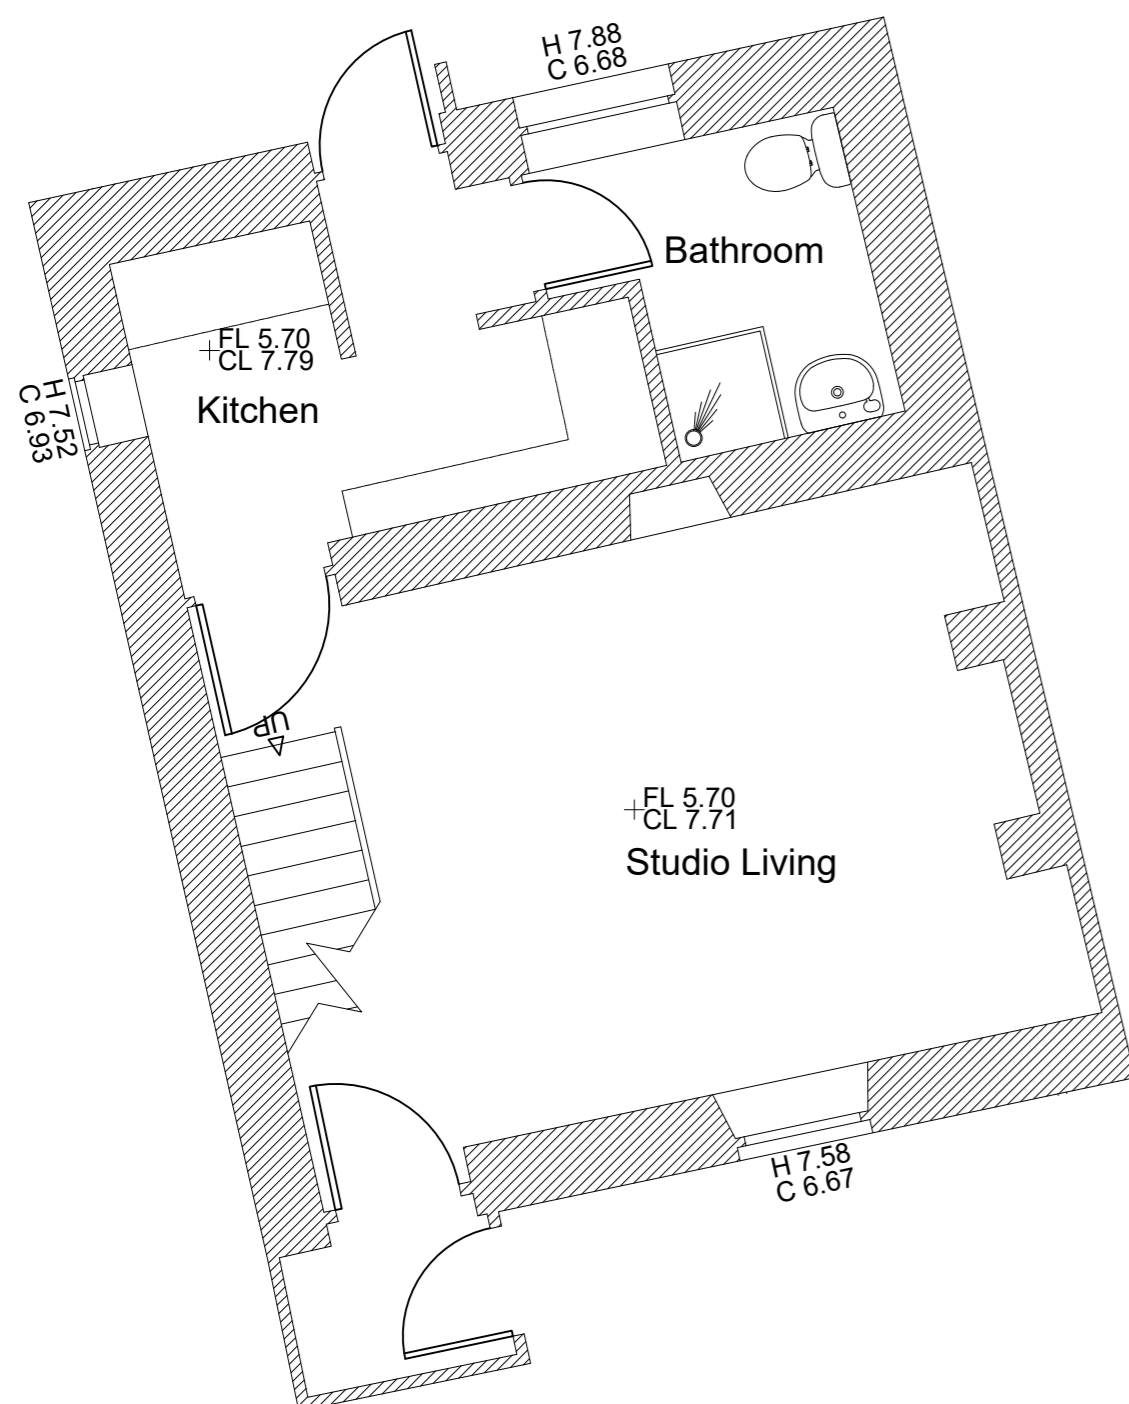 H 7.88
C 6.68
Bathroom
FL 5.70
CL 7.79
Kitchen
H 7.52
C 6.93
UP
FL 5.70
CL 7.71
Studio Living
H 7.58
C 6.67